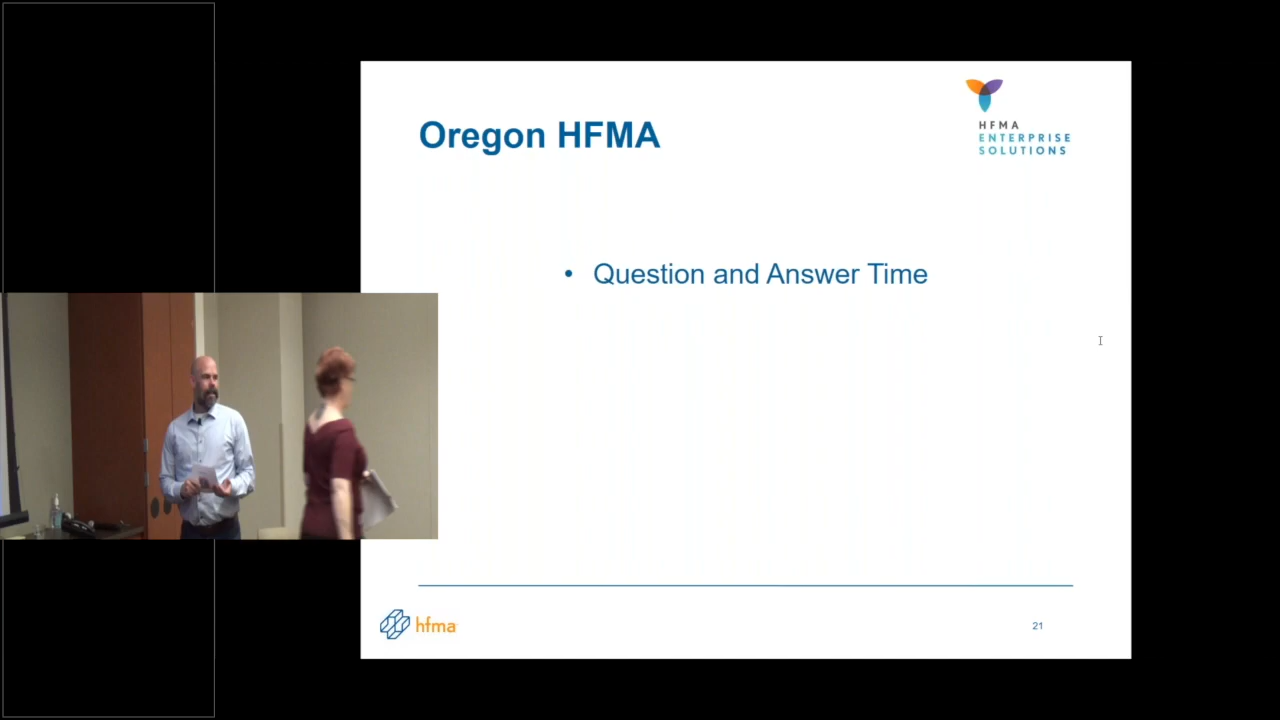 Oregon HFMA
HFMA
ENTERPRISE
SOLUTIONS
• Question and Answer Time
hfma
21